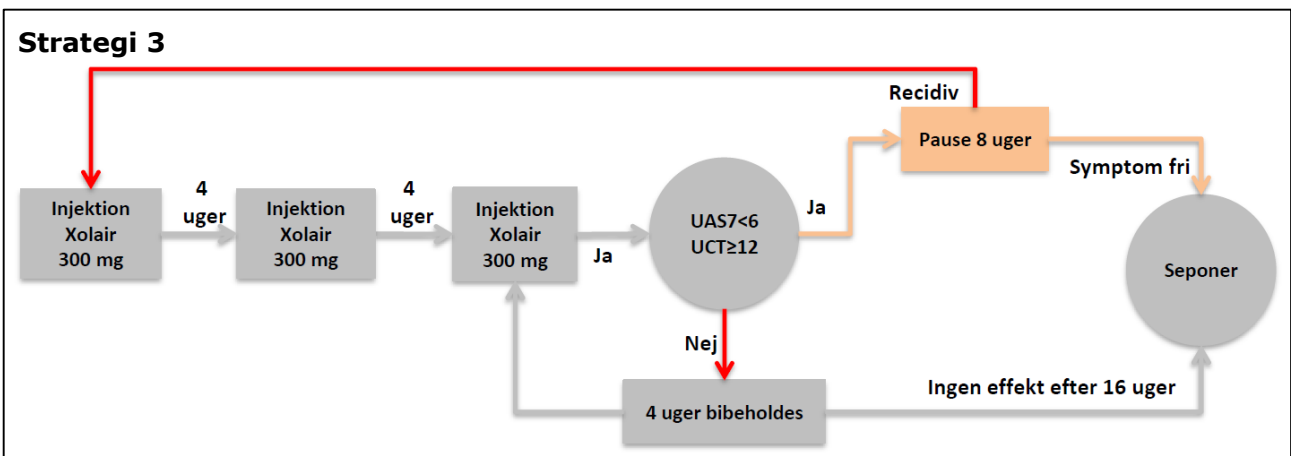 Strategi 3
Recidiv
Pause 8 uger
Symptom fri
Injektion
Xolair
300 mg
4
uger
Injektion
Xolair
300 mg
4
uger
Injektion
Xolair
300 mg
Ja
UAS7<6
UCT≥12
Ja
Seponer
Nej
4 uger bibeholdes
Ingen effekt efter 16 uger